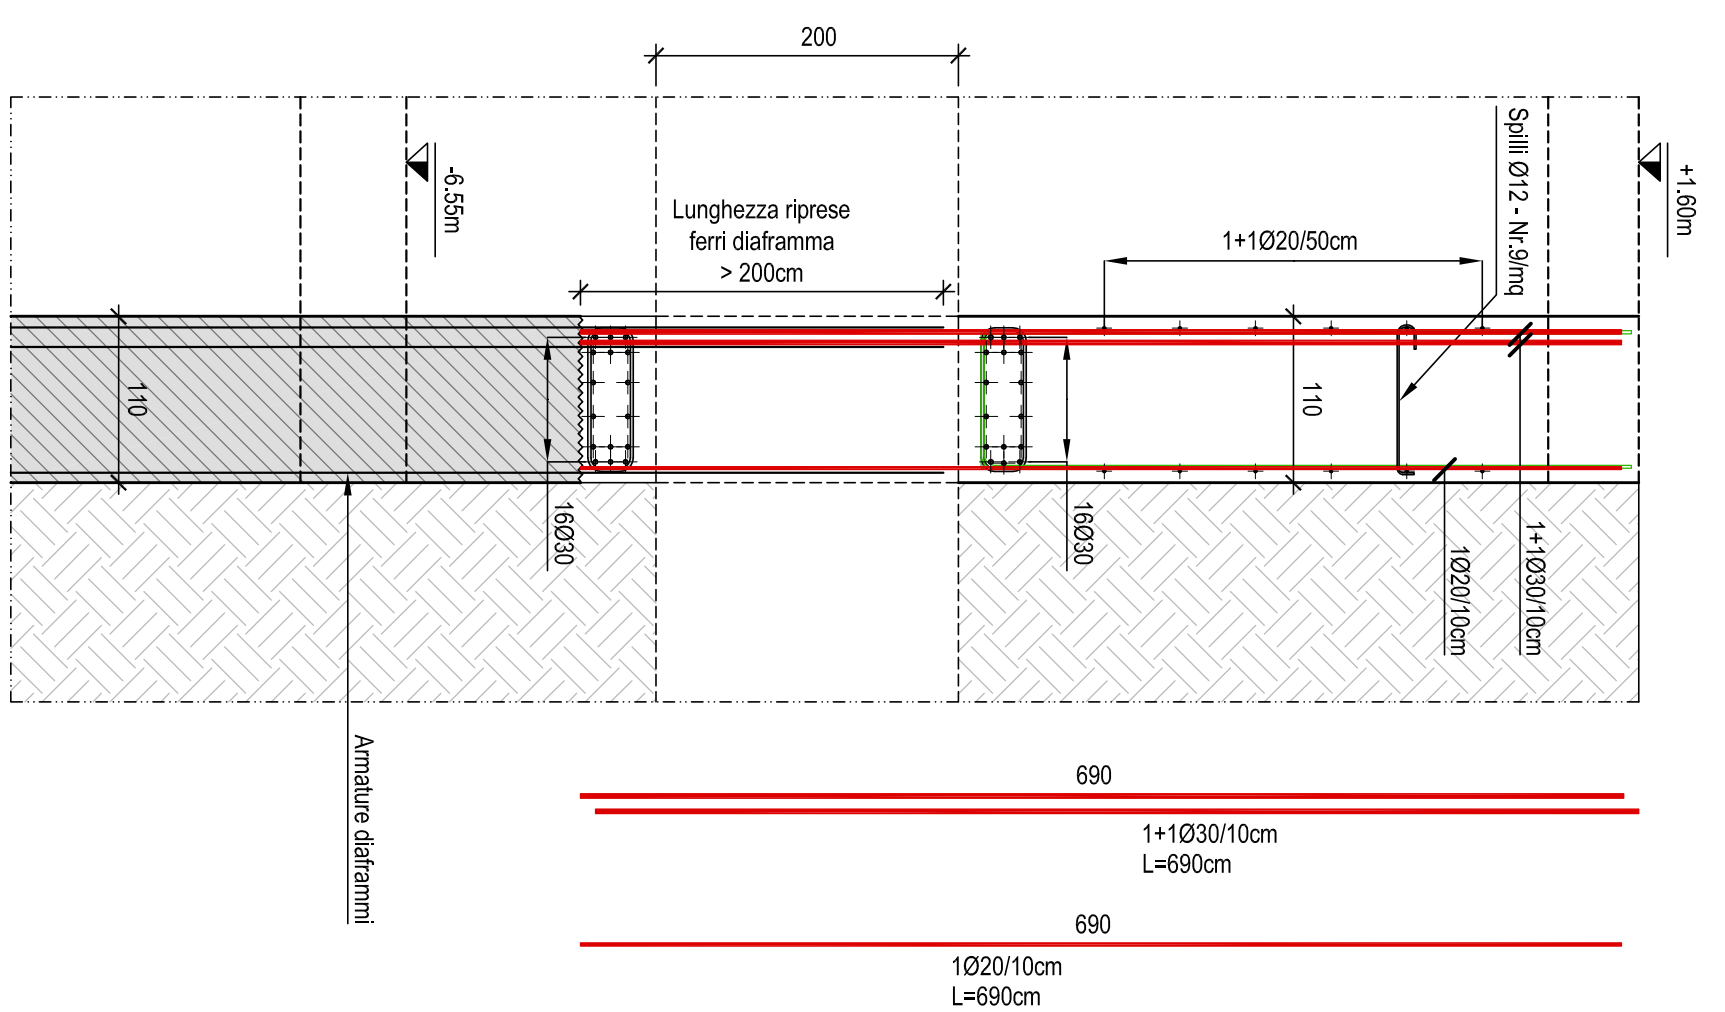 200
+1.60m
-6.55m
Spilli Ø12 - Nr.9/mq
Lunghezza riprese
ferri diaframma
> 200cm
1+1Ø20/50cm
110
110
16Ø30
16Ø30
1+1Ø30/10cm
1Ø20/10cm
Armature diaframmi
690
1+1Ø30/10cm
L=690cm
690
1Ø20/10cm
L=690cm